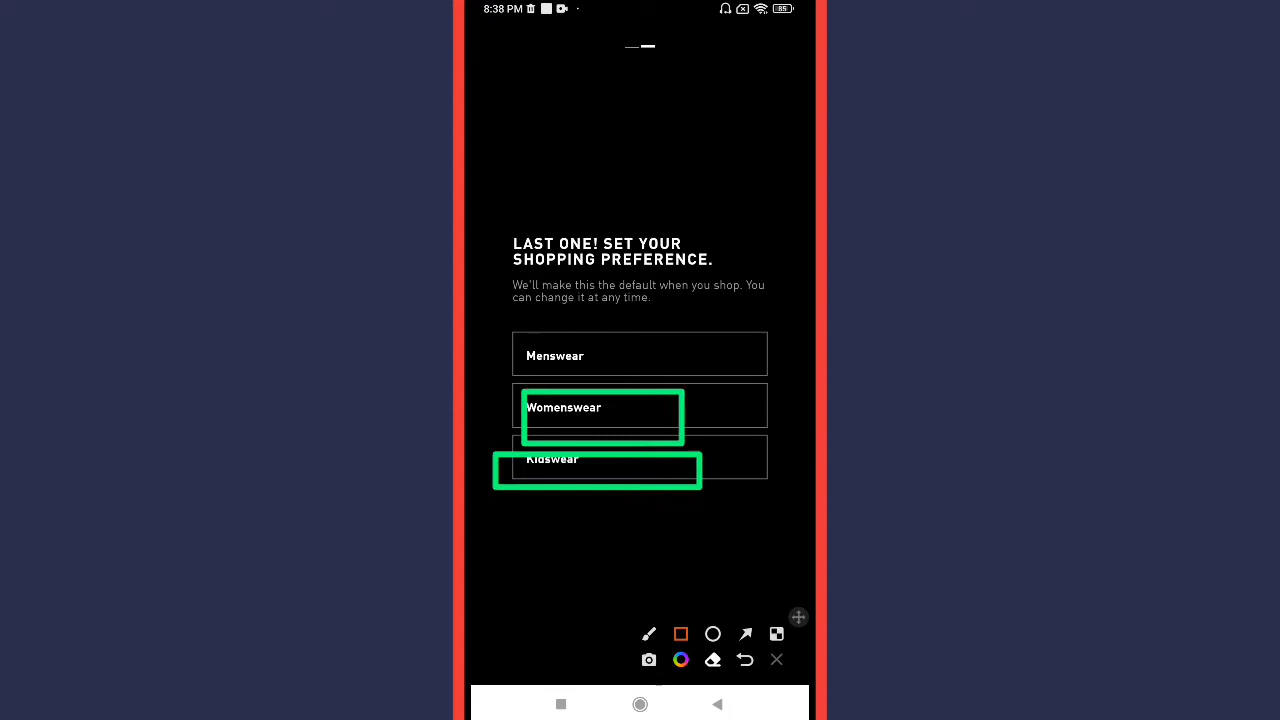 8:38 PM
85
LAST ONE! SET YOUR
SHOPPING PREFERENCE.
We'll make this the default when you shop. You
can change it at any time.
Menswear
Womenswear
Kidswear